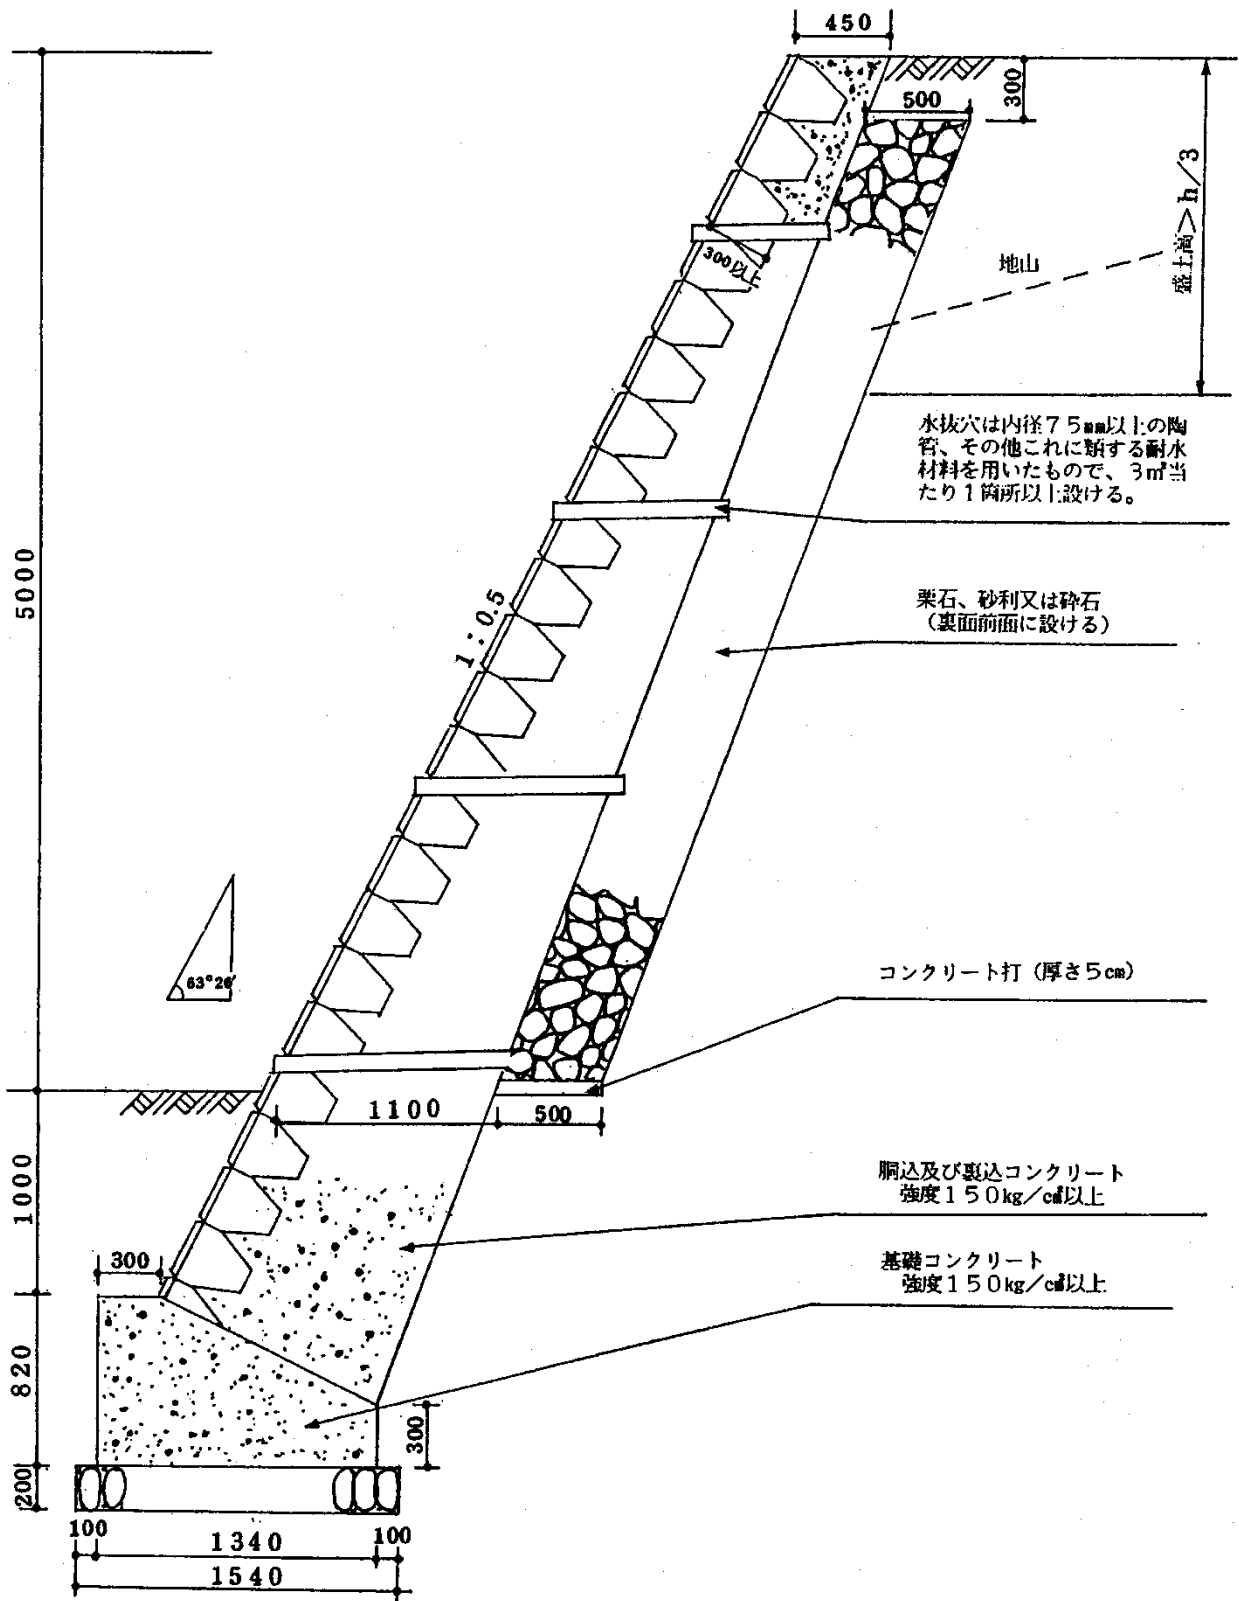 450
500
300
盛土高>h/3
地山
300以上
水抜穴は内径75mm以上の陶
管、その他これに類する耐水
材料を用いたもので、3㎡当
たり1箇所以上設ける。
5000
1:0.5
栗石、砂利又は砕石
(裏面前面に設ける)
63°26′
コンクリート打(厚さ5cm)
1100
500
1000
胴込及び裏込コンクリート
強度150kg/c㎡以上
300
基礎コンクリート
強度150kg/c㎡以上
820
300
200
100
1340
100
1540